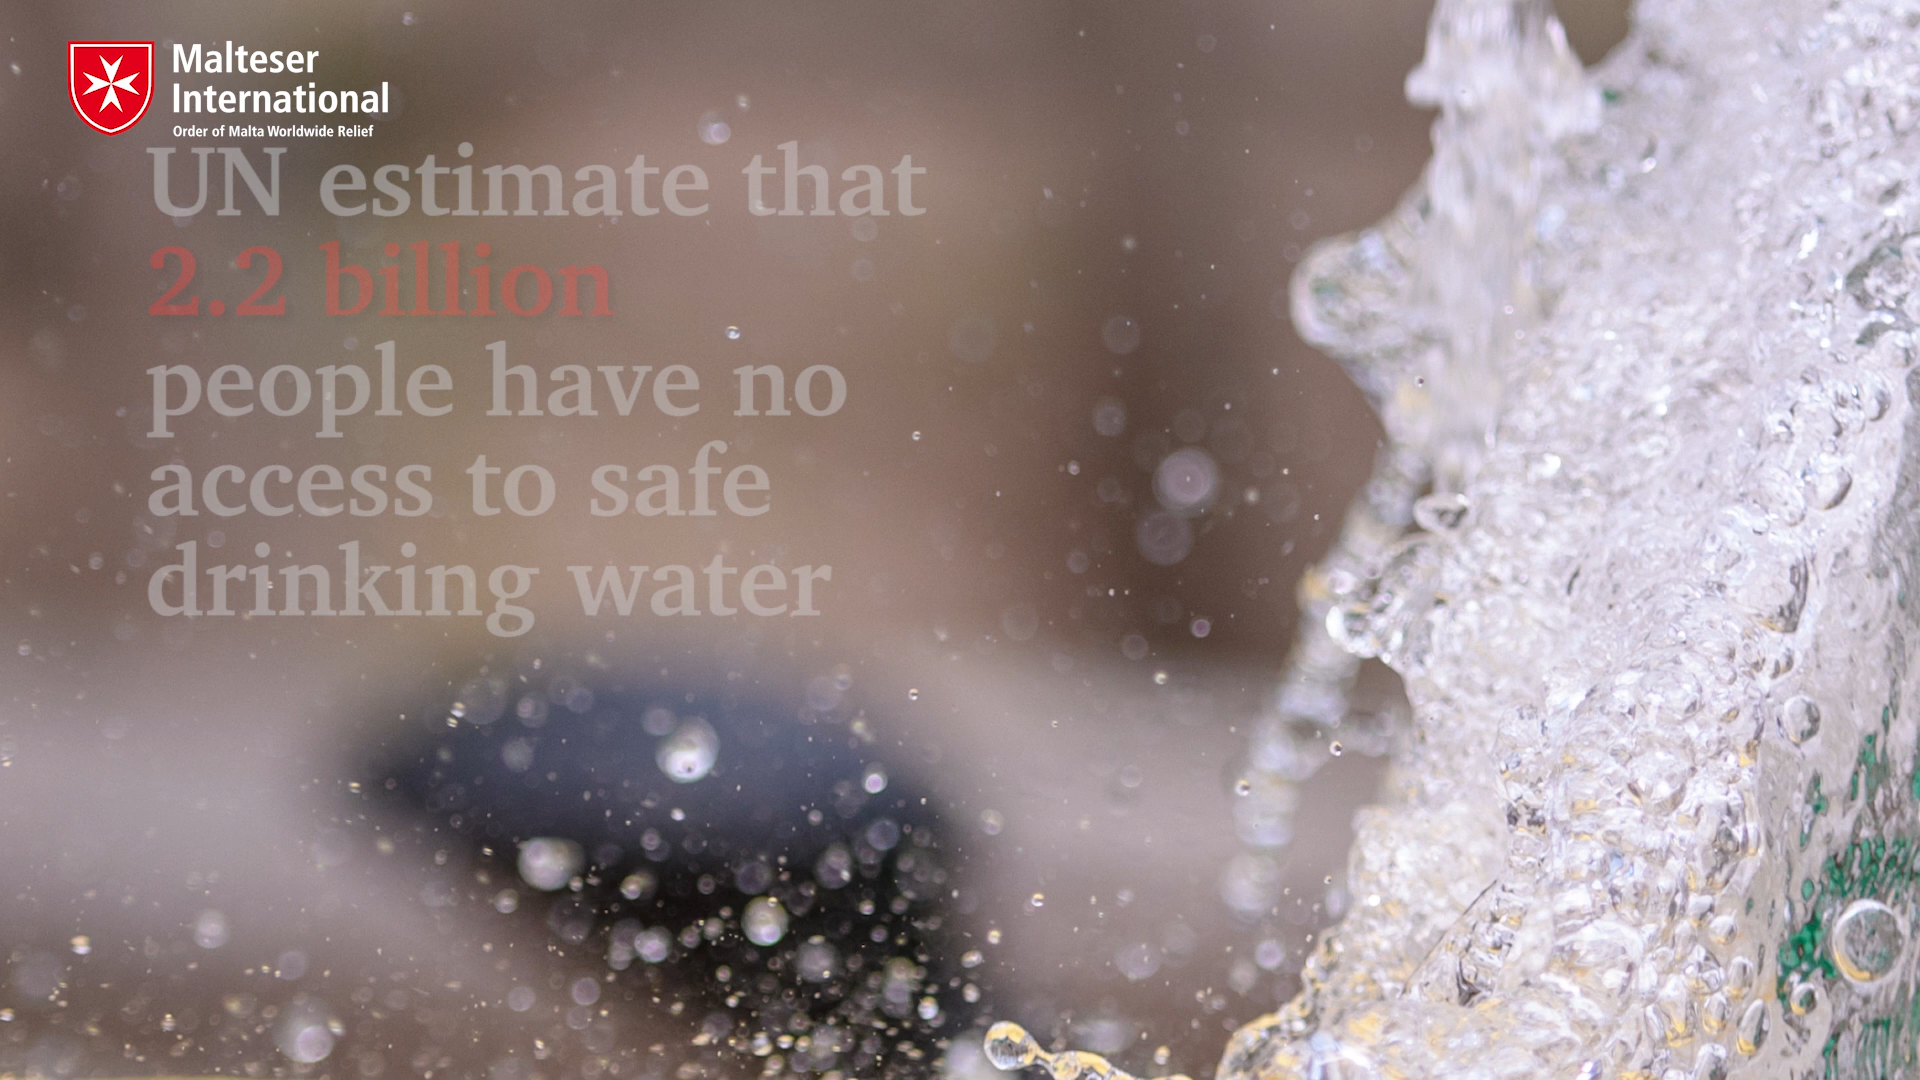 Malteser
International
Order of Malta Worldwide Relief
UN estimate that
2.2 billion
people have no
access to safe
drinking water